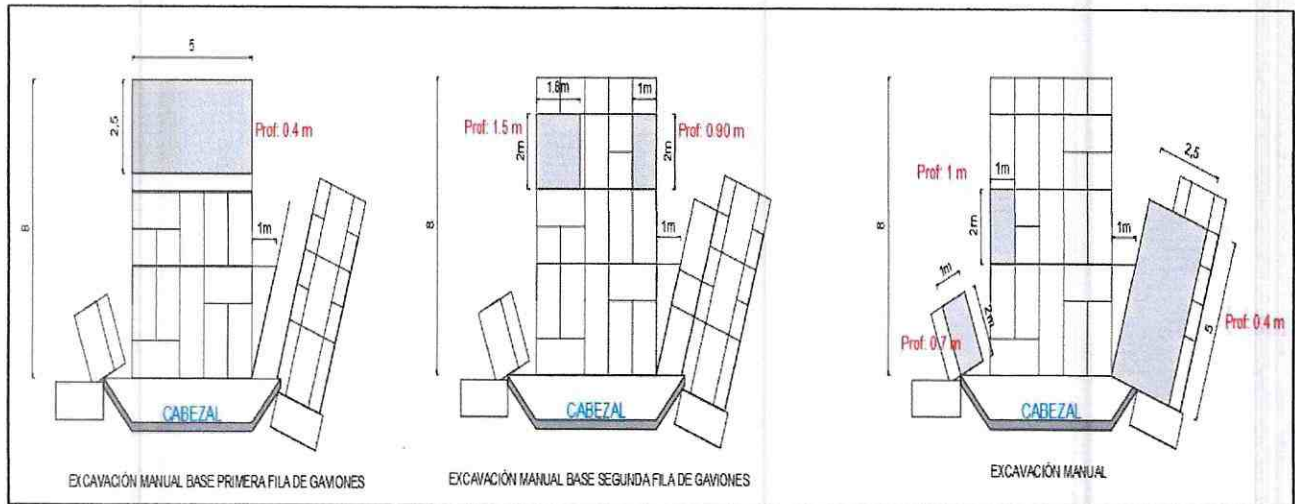 5
8
2,5
Prof: 0.4 m
1m
CABEZAL
EXCAVACIÓN MANUAL BASE PRIMERA FILA DE GAVIONES
8
1.8m
1m
Prof: 1.5 m
2m
2m
Prof: 0.90 m
1m
CABEZAL
EXCAVACIÓN MANUAL BASE SEGUNDA FILA DE GAVIONES
8
Prof: 1 m
1m
2m
1m
2,5
1m
2m
Prof: 0.7 m
5
Prof: 0.4 m
CABEZAL
EXCAVACIÓN MANUAL